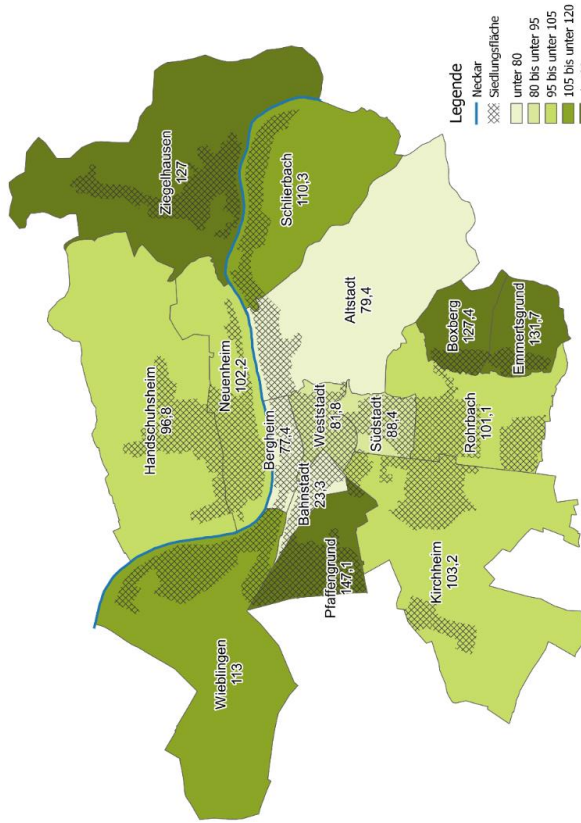 Ziegelhausen
127
Handschuhsheim
96,8
Schlierbach
110,3
Neuenheim
102,2
Wieblingen
113
Bergheim
77,4
Altstadt
79,4
Weststadt
81,8
Bahnstadt
23,3
Südstadt
88,4
Pfaffengrund
147,1
Boxberg
127,4
Emmertsgrund
131,7
Rohrbach
101,1
Kirchheim
103,2
Legende
Neckar
Siedlungsfläche
unter 80
80 bis unter 95
95 bis unter 105
105 bis unter 120